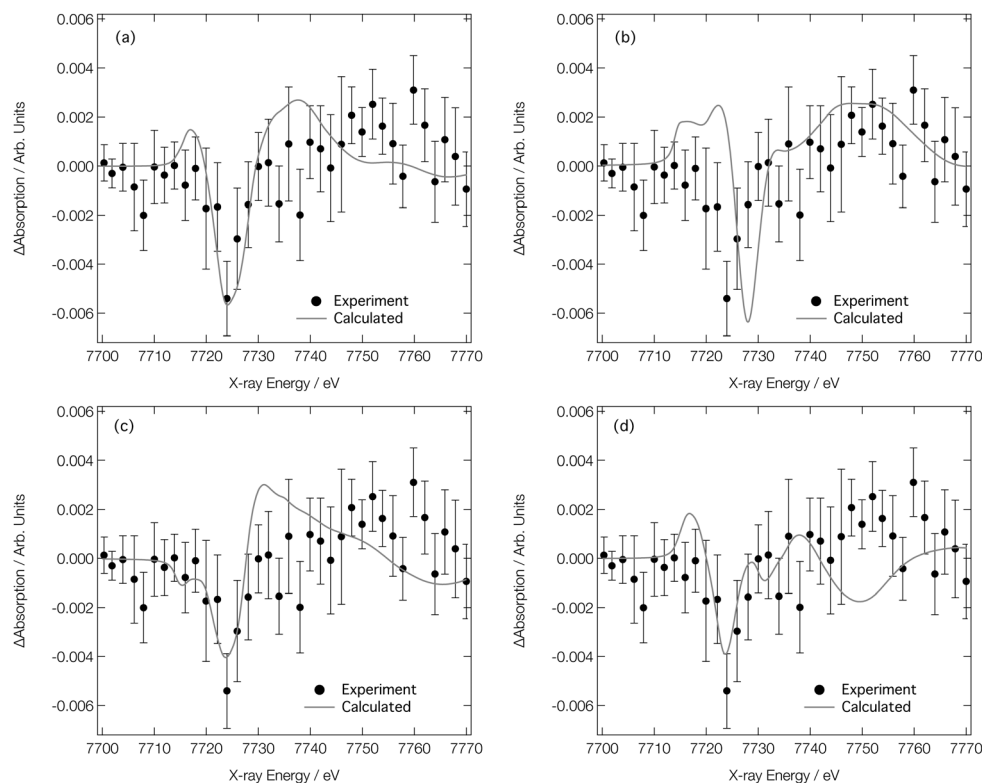 (a)
0.006
0.004
0.002
0.000
-0.002
-0.004
-0.006
ΔAbsorption / Arb. Units
Experiment
Calculated
7700 7710 7720 7730 7740 7750 7760 7770
X-ray Energy / eV
(b)
0.006
0.004
0.002
0.000
-0.002
-0.004
-0.006
ΔAbsorption / Arb. Units
Experiment
Calculated
7700 7710 7720 7730 7740 7750 7760 7770
X-ray Energy / eV
(c)
0.006
0.004
0.002
0.000
-0.002
-0.004
-0.006
ΔAbsorption / Arb. Units
Experiment
Calculated
7700 7710 7720 7730 7740 7750 7760 7770
X-ray Energy / eV
(d)
0.006
0.004
0.002
0.000
-0.002
-0.004
-0.006
ΔAbsorption / Arb. Units
Experiment
Calculated
7700 7710 7720 7730 7740 7750 7760 7770
X-ray Energy / eV